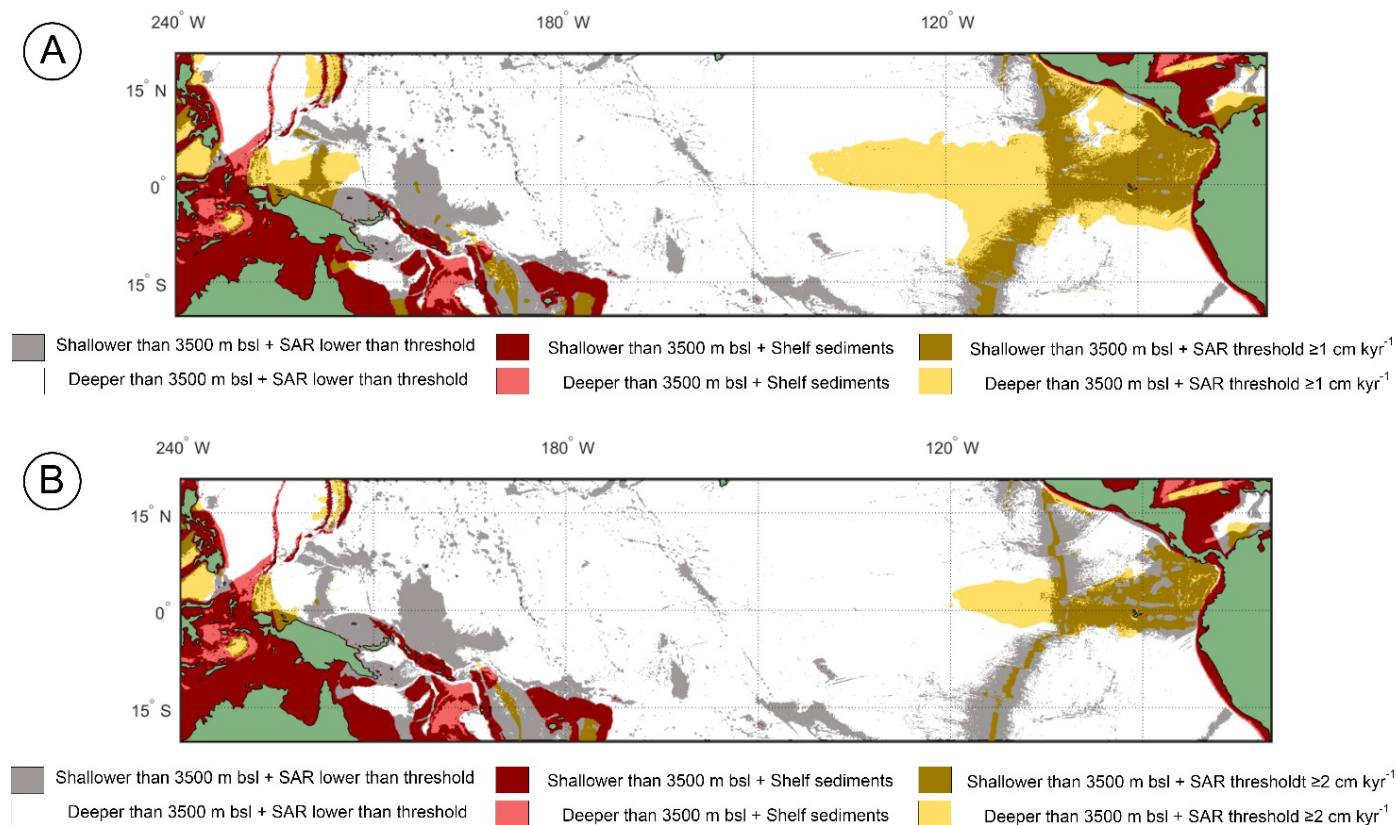 240° W 180° W 120° W
A
15° N
0°
15° S
Shallower than 3500 m bsl + SAR lower than threshold Shallower than 3500 m bsl + Shelf sediments Shallower than 3500 m bsl + SAR threshold ≥1 cm kyr⁻¹
Deeper than 3500 m bsl + SAR lower than threshold Deeper than 3500 m bsl + Shelf sediments Deeper than 3500 m bsl + SAR threshold ≥1 cm kyr⁻¹
240° W 180° W 120° W
B
15° N
0°
15° S
Shallower than 3500 m bsl + SAR lower than threshold Shallower than 3500 m bsl + Shelf sediments Shallower than 3500 m bsl + SAR thresholdt ≥2 cm kyr⁻¹
Deeper than 3500 m bsl + SAR lower than threshold Deeper than 3500 m bsl + Shelf sediments Deeper than 3500 m bsl + SAR threshold ≥2 cm kyr⁻¹